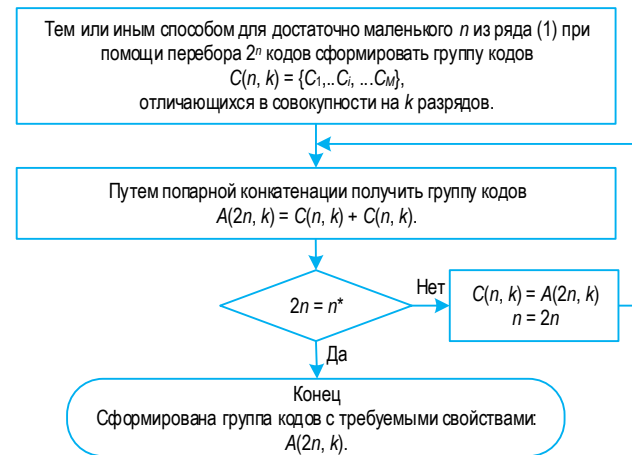 Тем или иным способом для достаточно маленького n из ряда (1) при
помощи перебора 2ⁿ кодов сформировать группу кодов
C(n, k) = {C₁,..Cᵢ, ...C_M},
отличающихся в совокупности на k разрядов.
Путем попарной конкатенации получить группу кодов
A(2n, k) = C(n, k) + C(n, k).
2n = n*
Нет
C(n, k) = A(2n, k)
n = 2n
Да
Конец
Сформирована группа кодов с требуемыми свойствами:
A(2n, k).